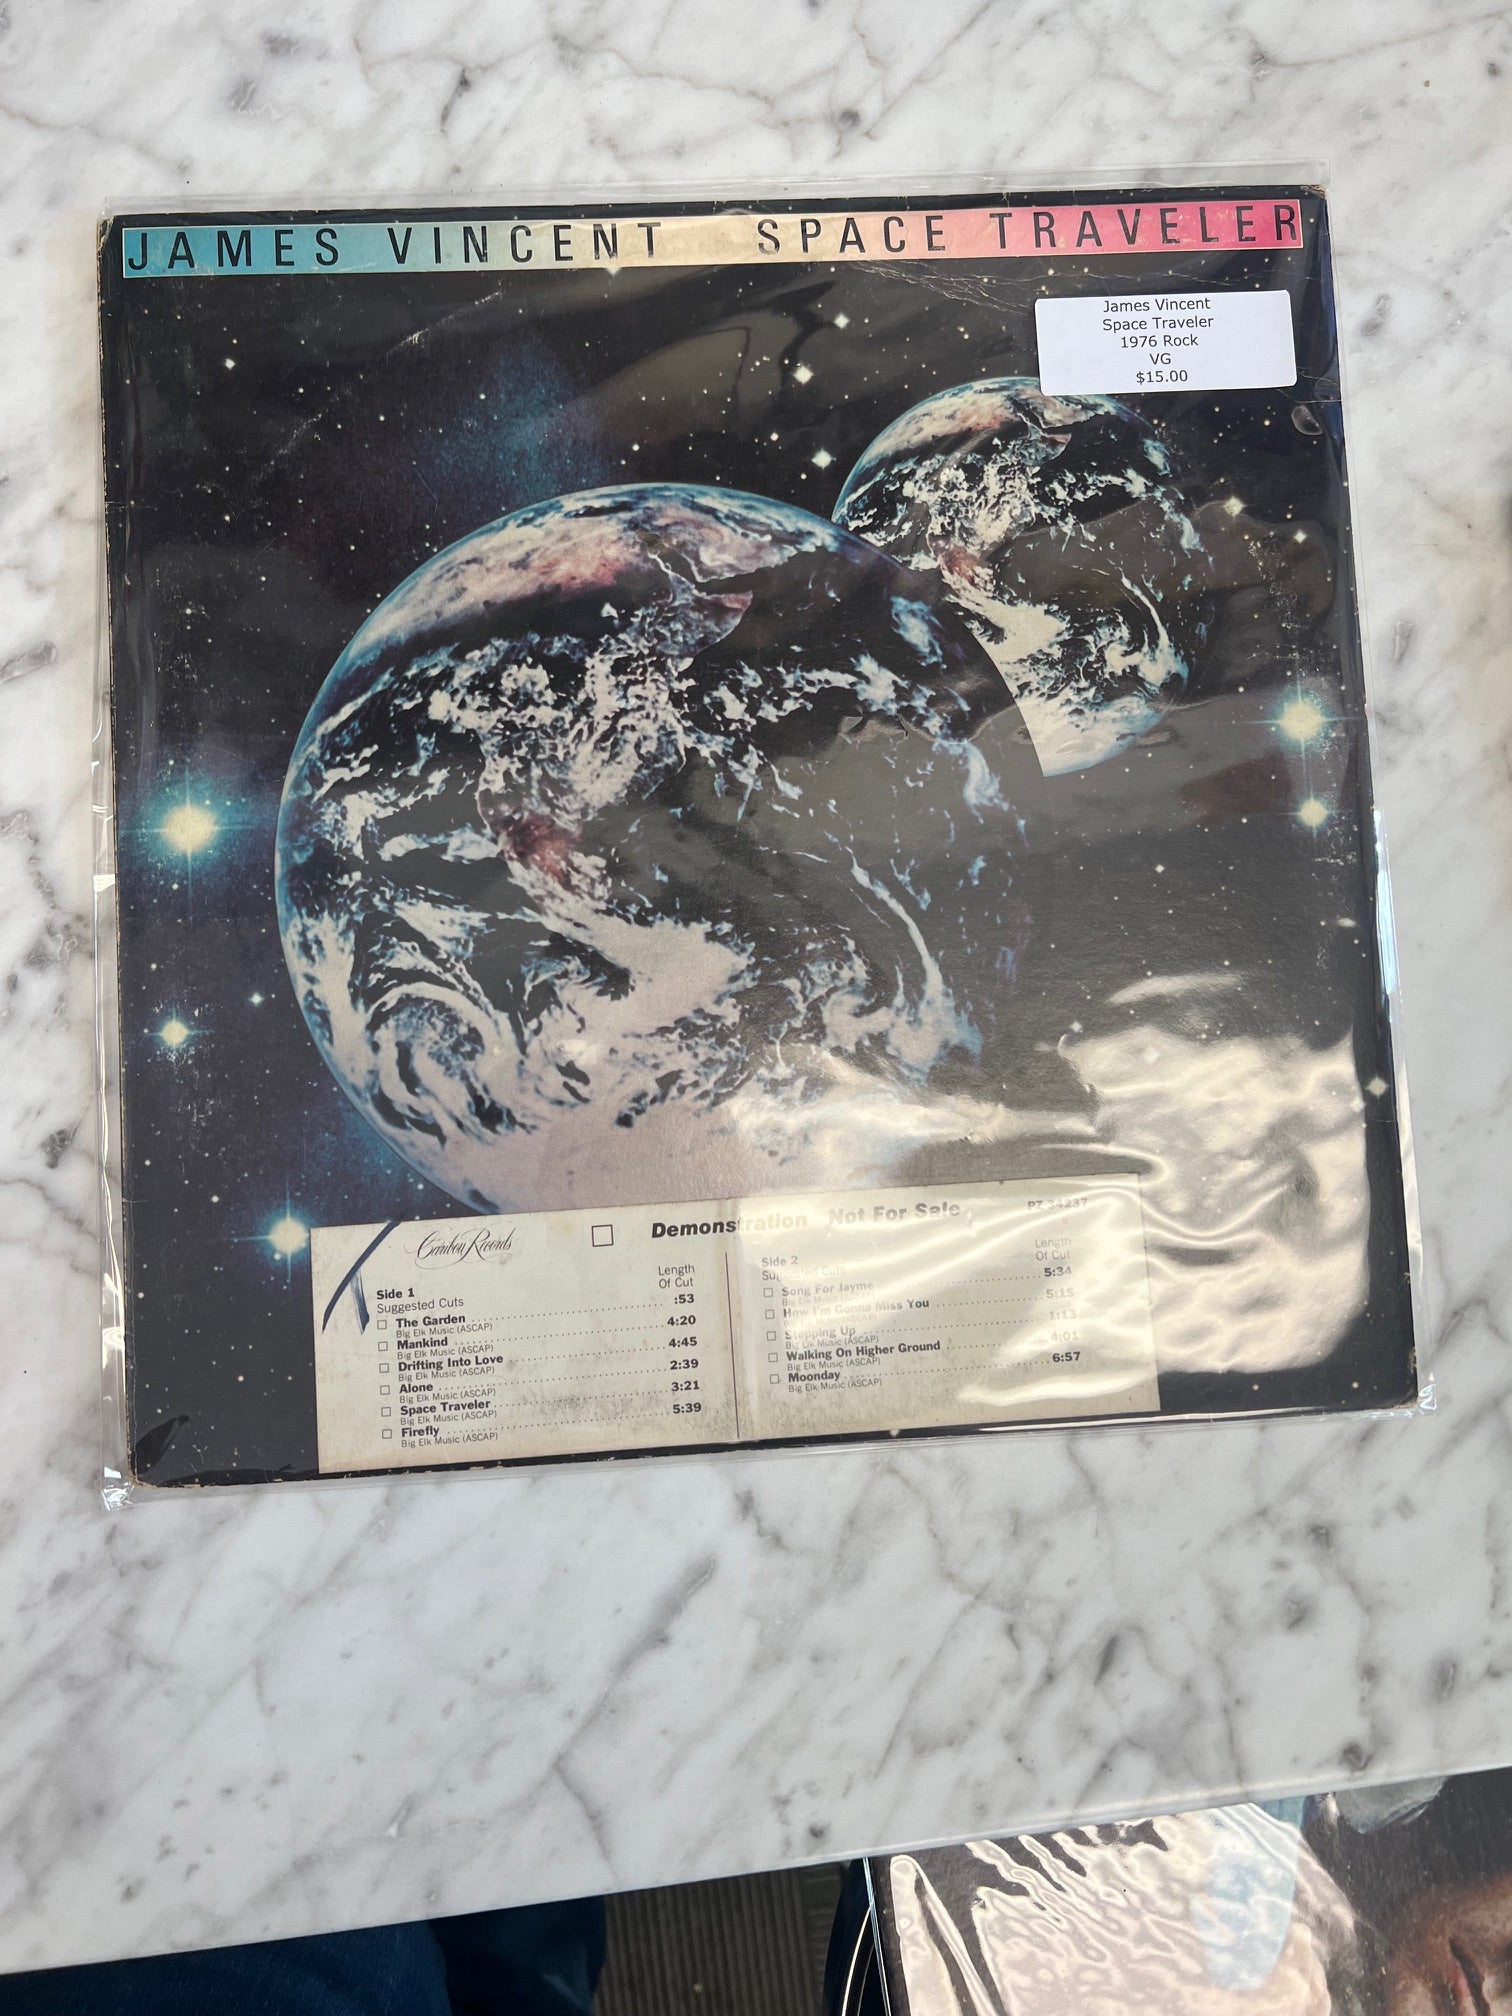 JAMES VINCENT SPACE TRAVELER
James Vincent
Space Traveler
1976 Rock
VG
$15.00
Caribou Records
Demonstration Not For Sale
PZ 34237
Side 1
Suggested Cuts
Length
Of Cut
The Garden :53
Big Elk Music (ASCAP)
Mankind 4:20
Big Elk Music (ASCAP)
Drifting Into Love 4:45
Big Elk Music (ASCAP)
Alone 2:39
Big Elk Music (ASCAP)
Space Traveler 3:21
Big Elk Music (ASCAP)
Firefly 5:39
Big Elk Music (ASCAP)
Side 2
Suggested Cuts
Length
Of Cut
Song For Jayme 5:34
How I'm Gonna Miss You 5:15
Stepping Up 1:13
Big Elk Music (ASCAP)
Walking On Higher Ground 4:01
Big Elk Music (ASCAP)
Moonday 6:57
Big Elk Music (ASCAP)